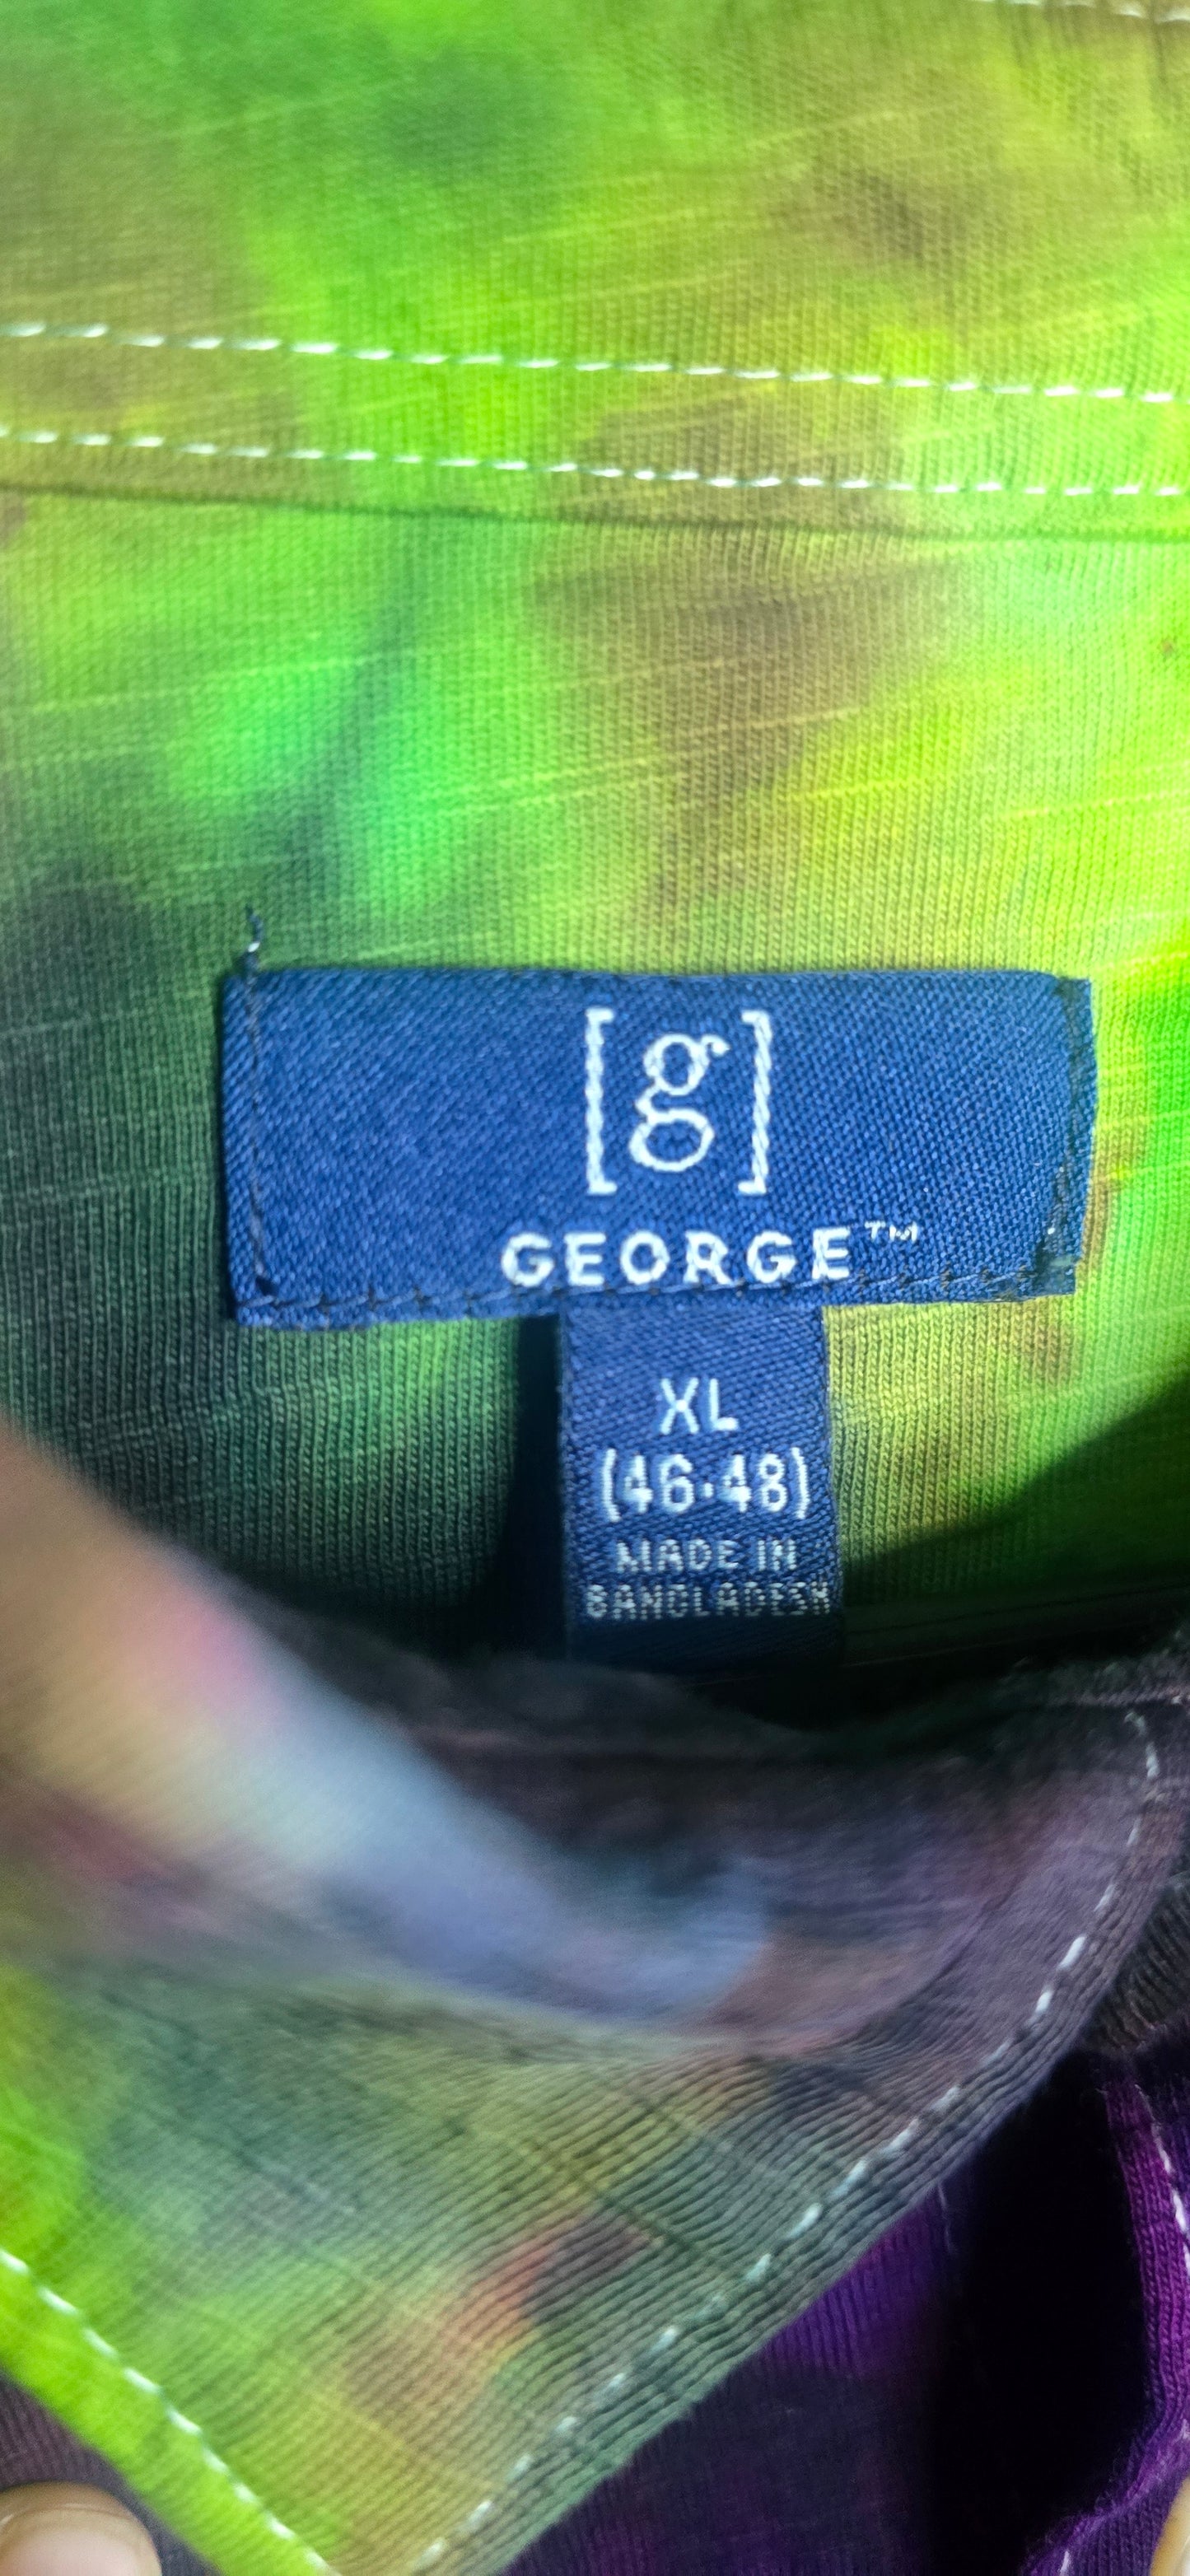 [g]
GEORGE™
XL
(46-48)
MADE IN
BANGLADESH